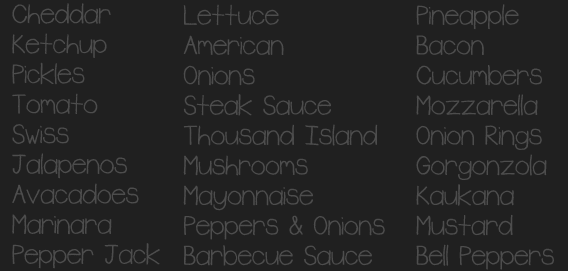 Cheddar
Ketchup
Pickles
Tomato
Swiss
Jalapenos
Avacadoes
Marinara
Pepper Jack
Lettuce
American
Onions
Steak Sauce
Thousand Island
Mushrooms
Mayonnaise
Peppers & Onions
Barbecue Sauce
Pineapple
Bacon
Cucumbers
Mozzarella
Onion Rings
Gorgonzola
Kaukana
Mustard
Bell Peppers